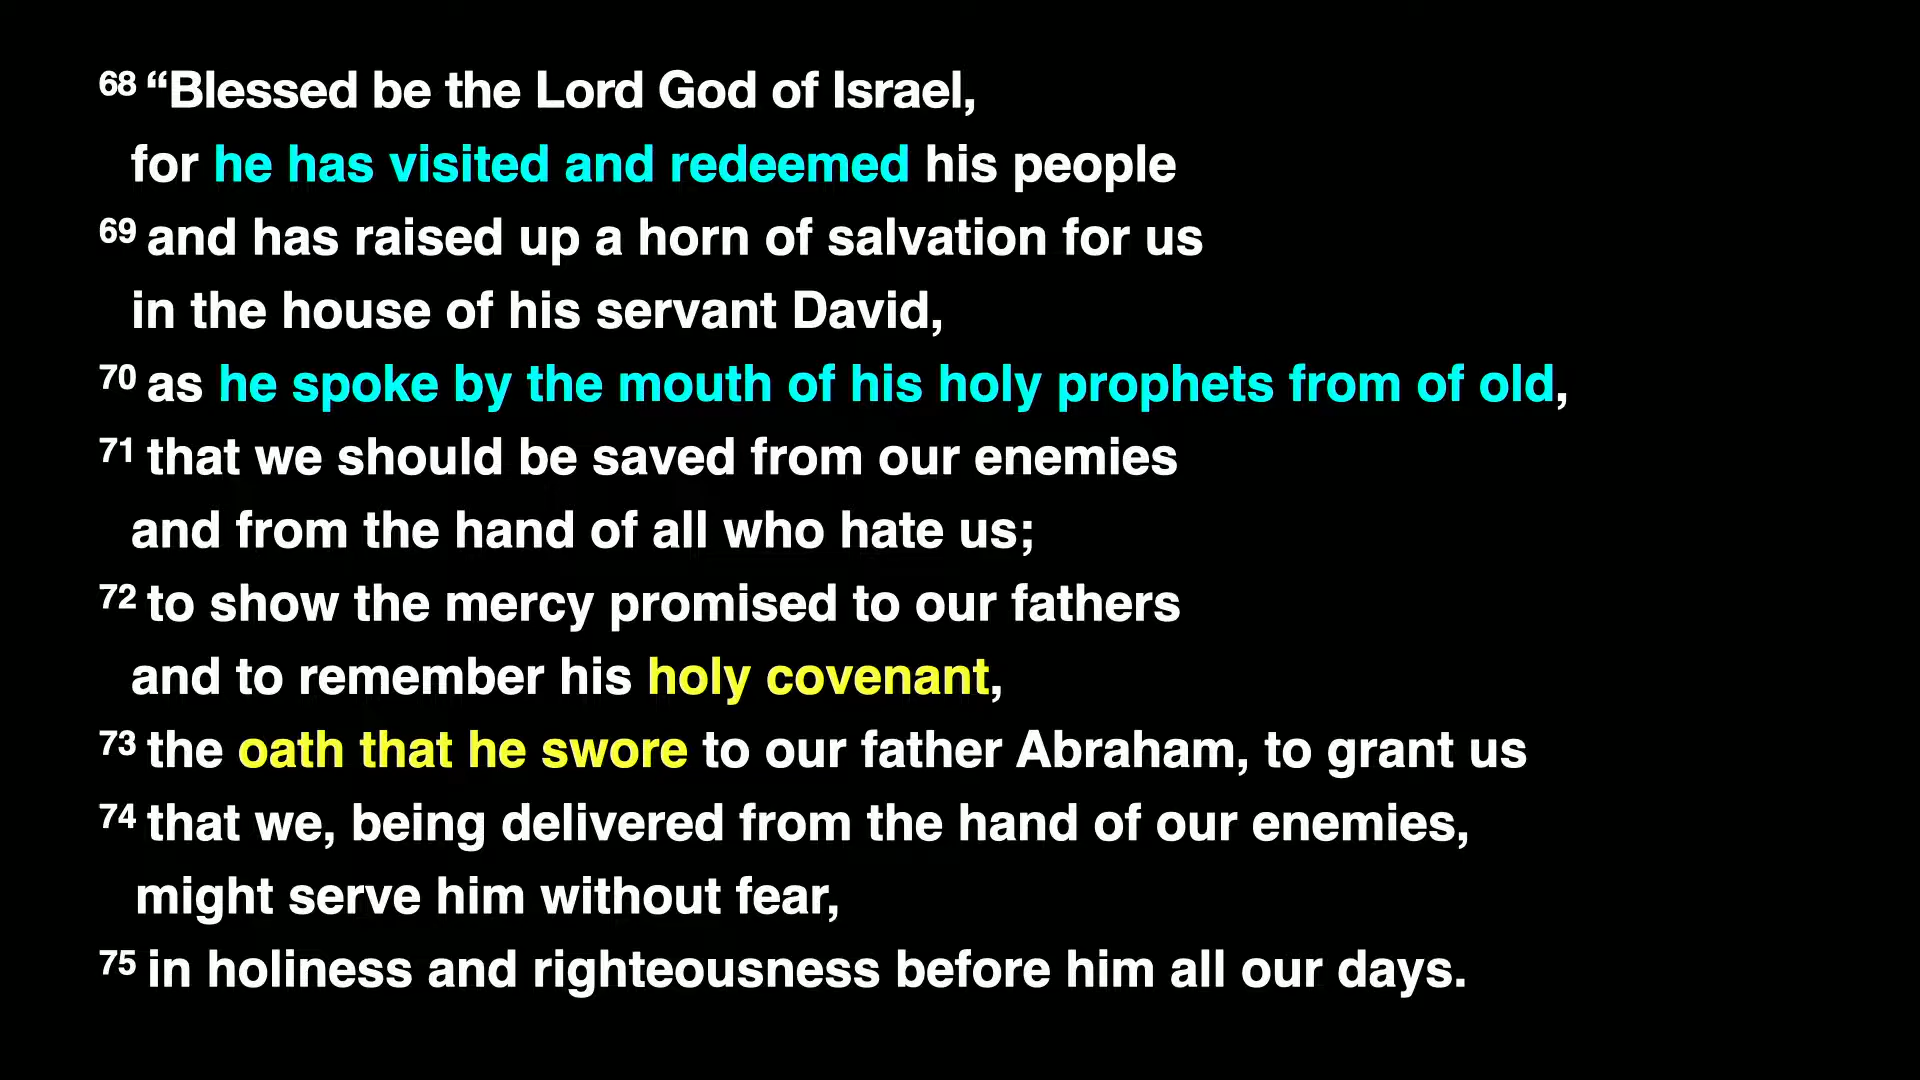 68 “Blessed be the Lord God of Israel,
for he has visited and redeemed his people
69 and has raised up a horn of salvation for us
in the house of his servant David,
70 as he spoke by the mouth of his holy prophets from of old,
71 that we should be saved from our enemies
and from the hand of all who hate us;
72 to show the mercy promised to our fathers
and to remember his holy covenant,
73 the oath that he swore to our father Abraham, to grant us
74 that we, being delivered from the hand of our enemies,
might serve him without fear,
75 in holiness and righteousness before him all our days.